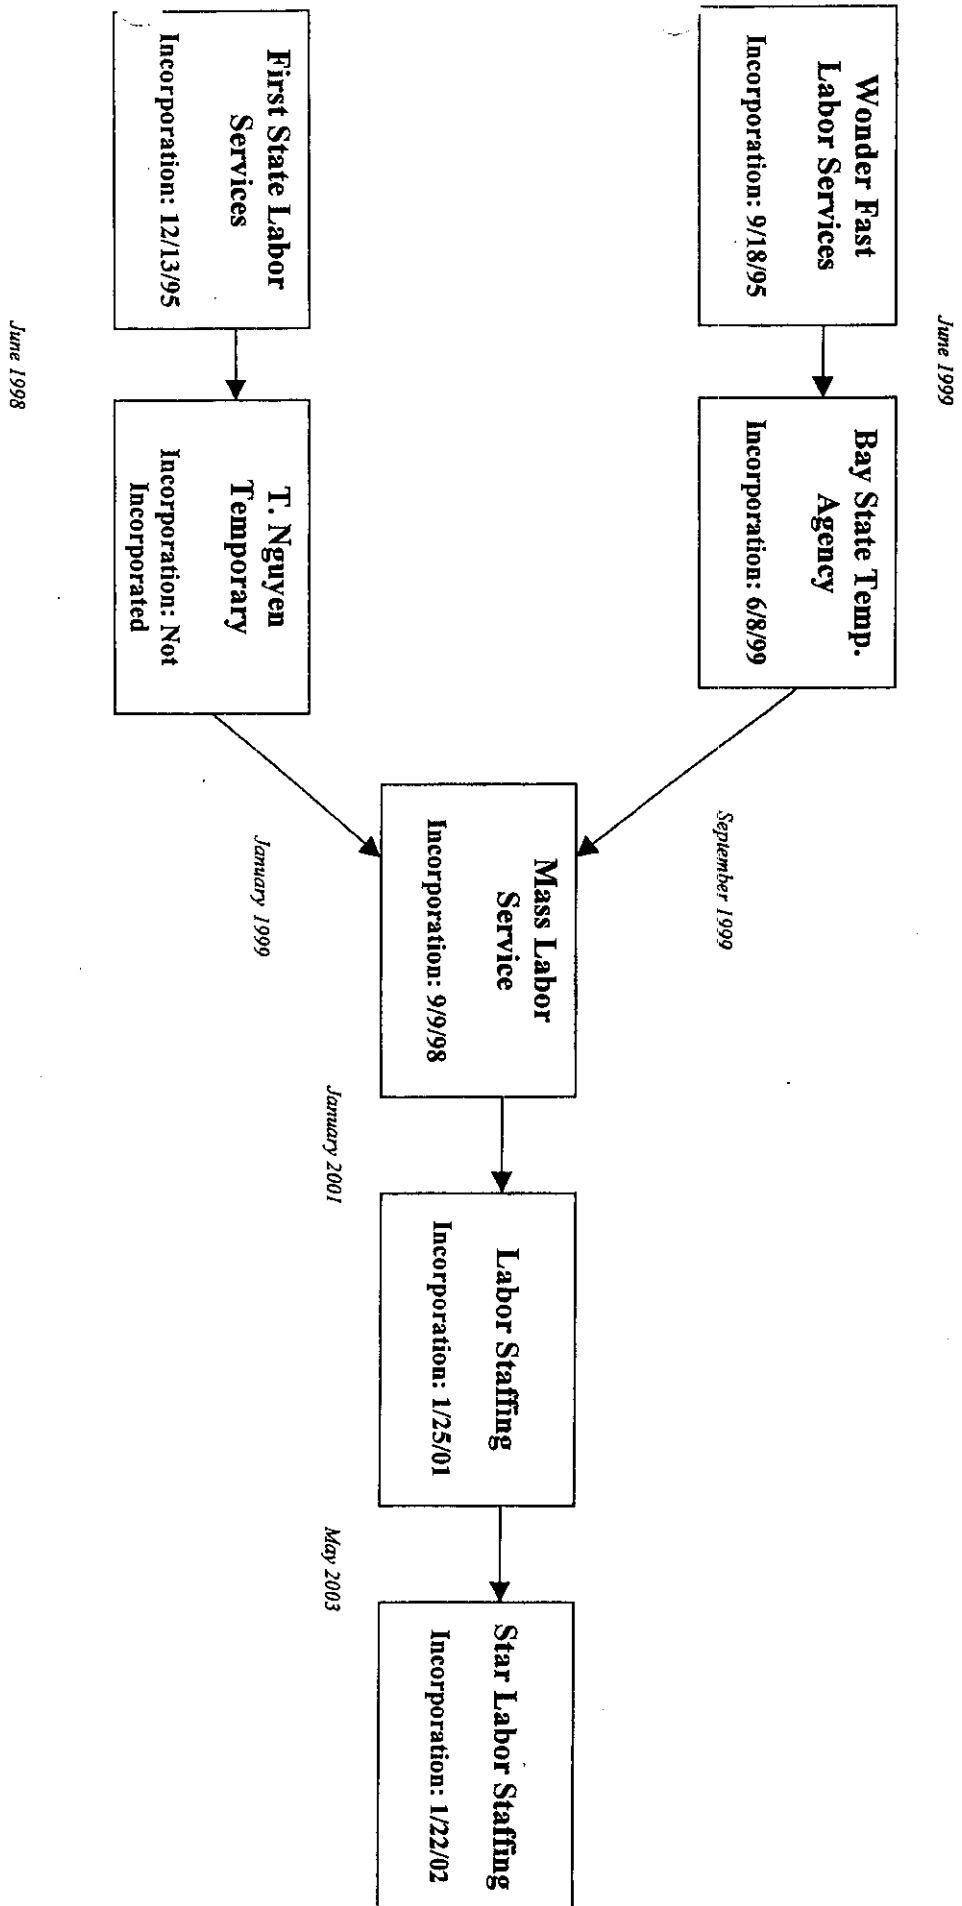 June 1999
Wonder Fast
Labor Services
Incorporation: 9/18/95
Bay State Temp.
Agency
Incorporation: 6/8/99
September 1999
Mass Labor
Service
Incorporation: 9/9/98
January 2001
Labor Staffing
Incorporation: 1/25/01
May 2003
Star Labor Staffing
Incorporation: 1/22/02
First State Labor
Services
Incorporation: 12/13/95
T. Nguyen
Temporary
Incorporation: Not
Incorporated
January 1999
June 1998